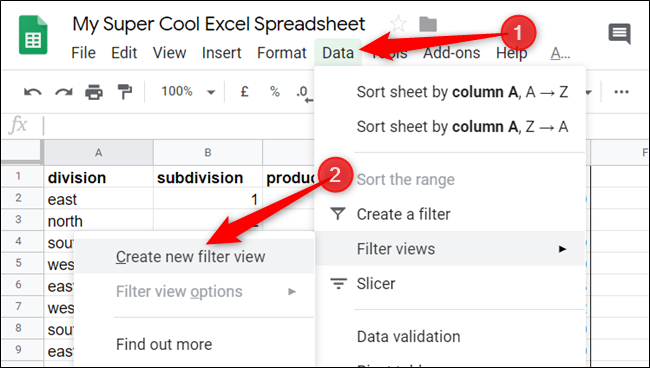 My Super Cool Excel Spreadsheet
File Edit View Insert Format Data Tools Add-ons Help A...
100% £ % .0
fx
Sort sheet by column A, A → Z
Sort sheet by column A, Z → A
Sort the range
Create a filter
Filter views
Slicer
Data validation
A B F
1 division subdivision produc
2 east 1
3 north
4 sou
5 wes
6 eas
7 wes
8 sou
9 eas
Create new filter view
Filter view options
Find out more
1
2